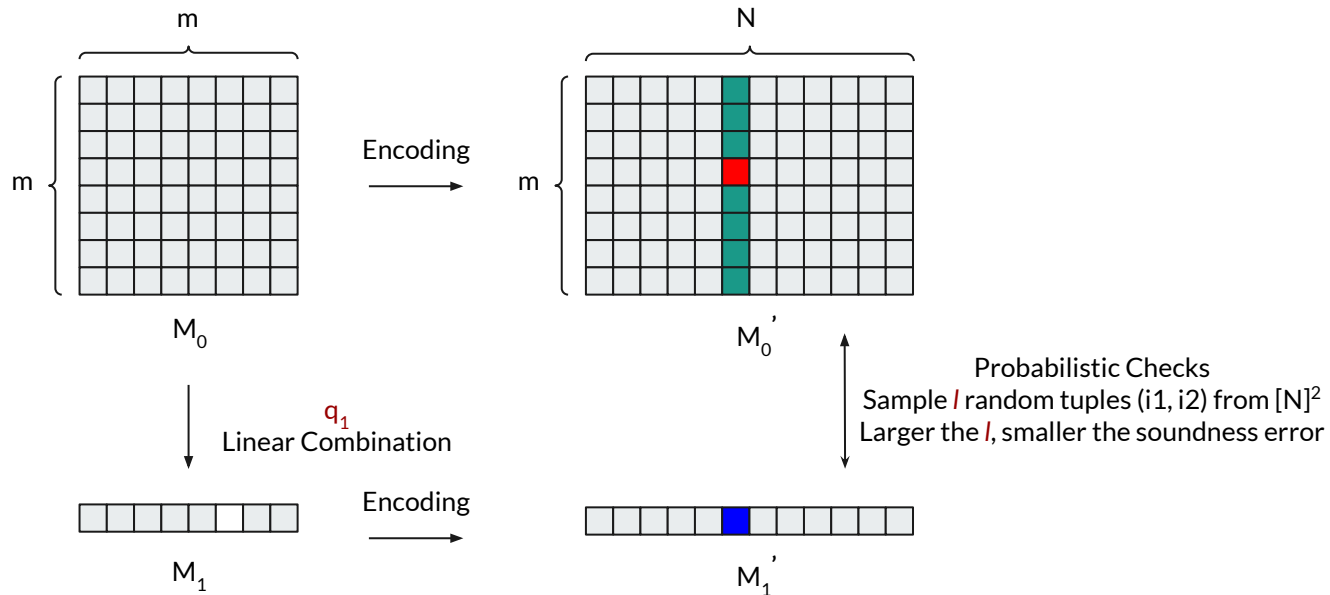 m
N
m
Encoding
m
M₀
M₀’
Probabilistic Checks
Sample l random tuples (i1, i2) from [N]²
Larger the l, smaller the soundness error
q₁
Linear Combination
Encoding
M₁
M₁’